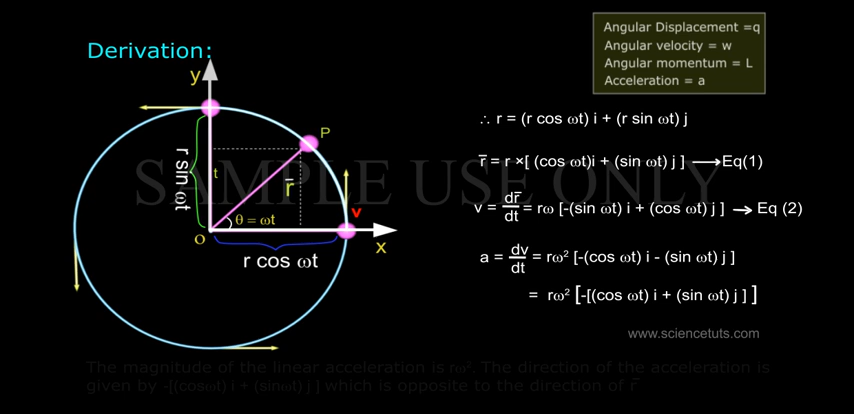 Derivation:
Angular Displacement =q
Angular velocity = w
Angular momentum = L
Acceleration = a
y
P
r sin ωt
t
r̅
θ = ωt
v
O
x
r cos ωt
∴ r = (r cos ωt) i + (r sin ωt) j
r̅ = r ×[ (cos ωt)i + (sin ωt) j ] ⟶Eq(1)
v = dr̅/dt = rω [-(sin ωt) i + (cos ωt) j ] ⟶ Eq (2)
a = dv/dt = rω² [-(cos ωt) i - (sin ωt) j ]
= rω² [-[(cos ωt) i + (sin ωt) j ] ]
SAMPLE USE ONLY
www.sciencetuts.com
The magnitude of the linear acceleration is rω². The direction of the acceleration is
given by -[(cosωt) i + (sinωt) j ] which is opposite to the direction of r̅